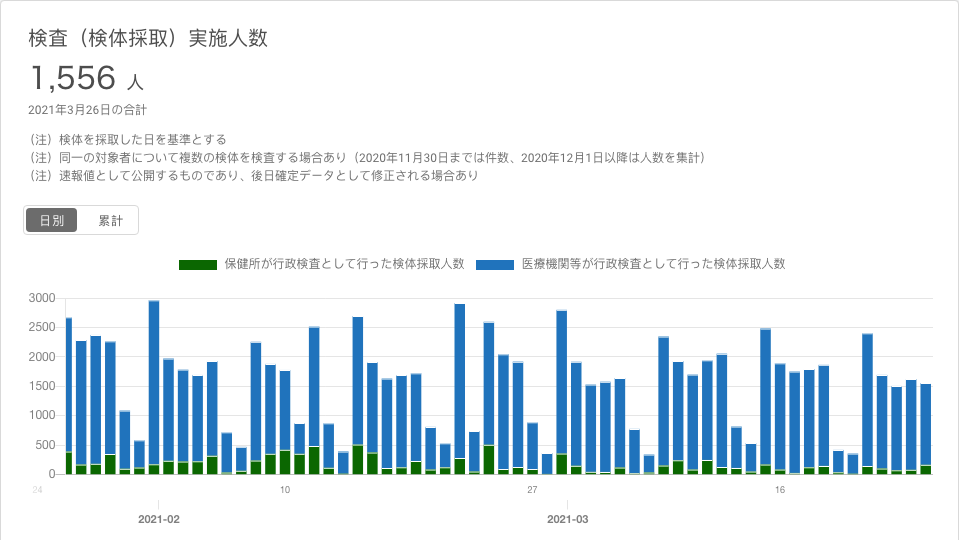 検査（検体採取）実施人数
1,556 人
2021年3月26日の合計
（注）検体を採取した日を基準とする
（注）同一の対象者について複数の検体を検査する場合あり（2020年11月30日までは件数、2020年12月1日以降は人数を集計）
（注）速報値として公開するものであり、後日確定データとして修正される場合あり
日別 累計
保健所が行政検査として行った検体採取人数 医療機関等が行政検査として行った検体採取人数
3000
2500
2000
1500
1000
500
0
24 10 27 16
2021-02 2021-03